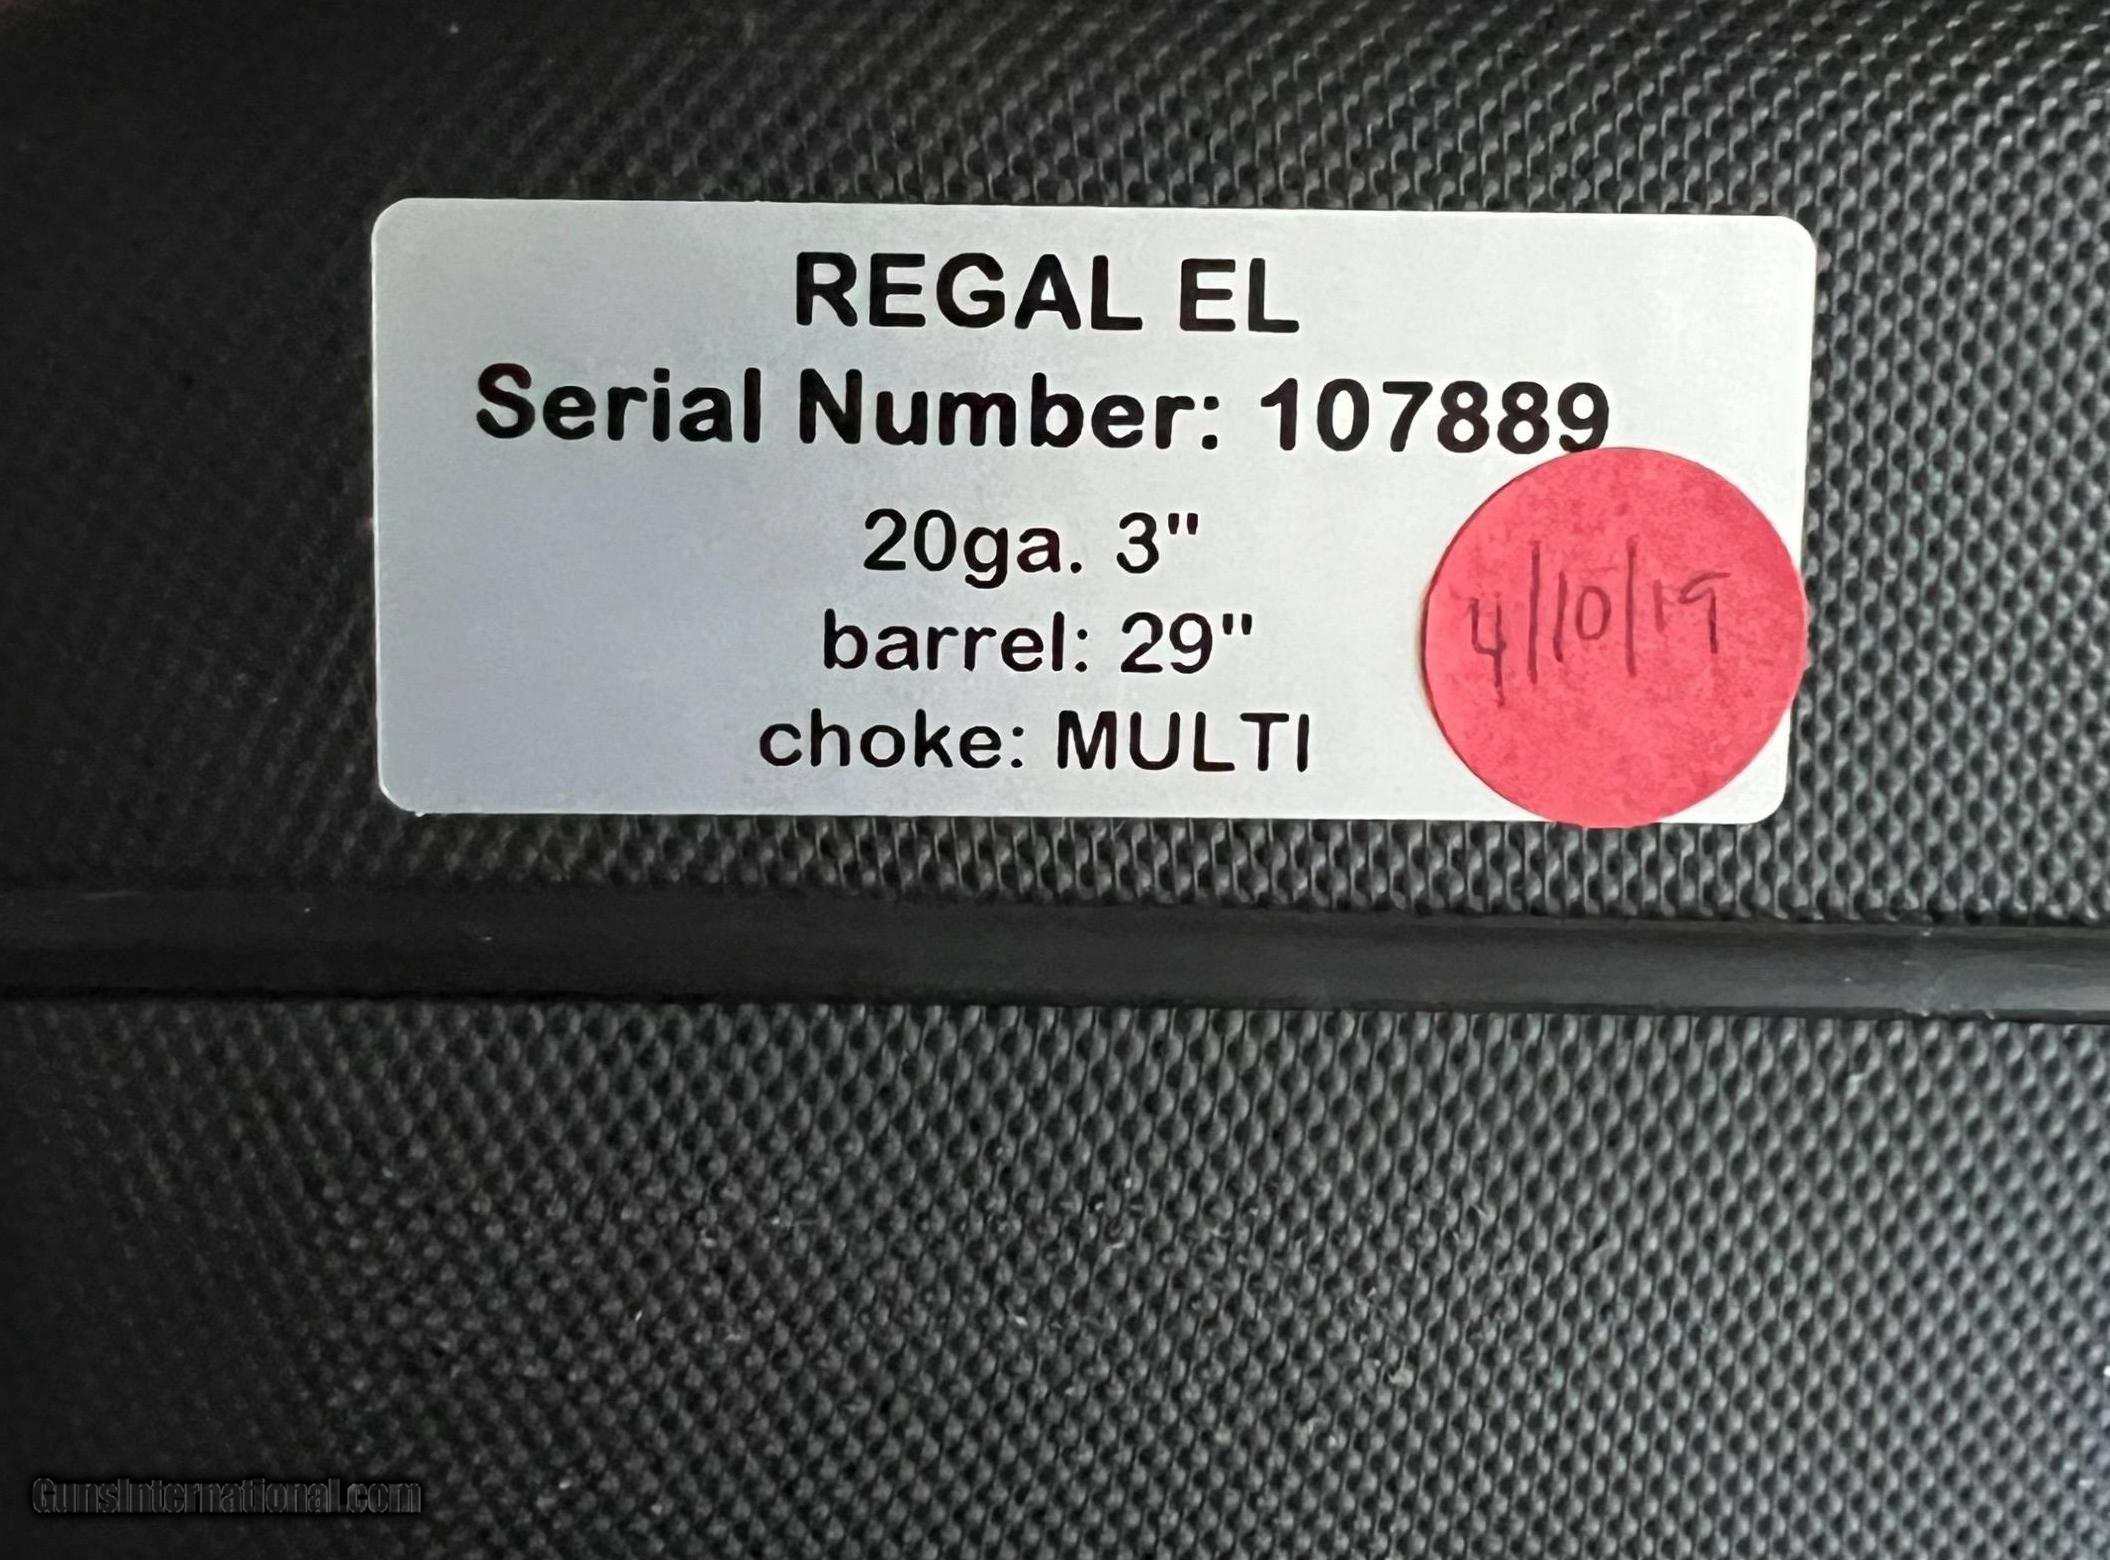 REGAL EL
Serial Number: 107889
20ga. 3"
barrel: 29"
choke: MULTI
4/10/19
GunsInternational.com